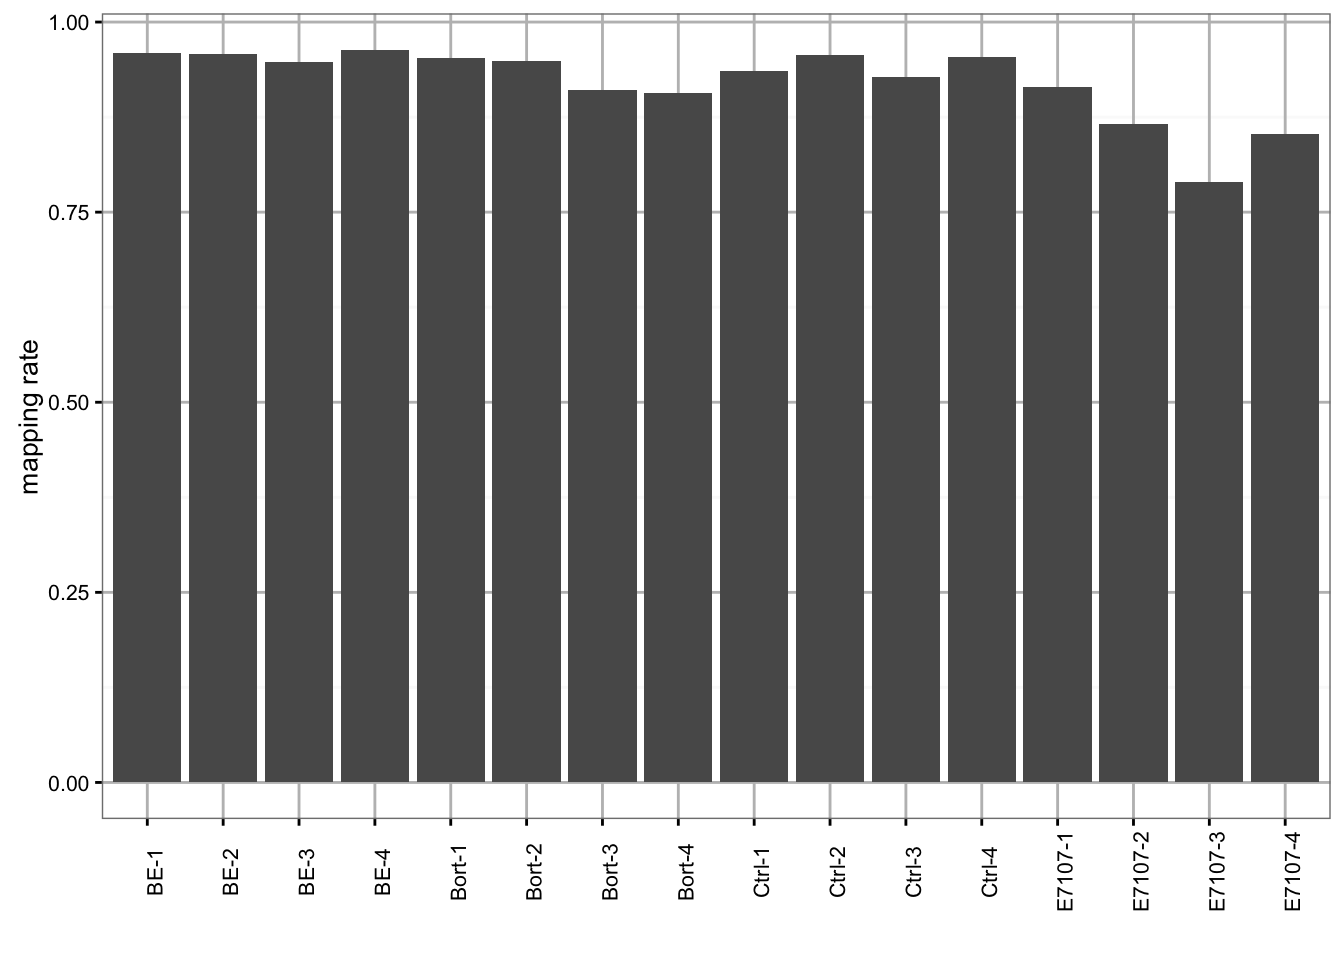 1.00
0.75
0.50
0.25
0.00
mapping rate
BE-1
BE-2
BE-3
BE-4
Bort-1
Bort-2
Bort-3
Bort-4
Ctrl-1
Ctrl-2
Ctrl-3
Ctrl-4
E7107-1
E7107-2
E7107-3
E7107-4